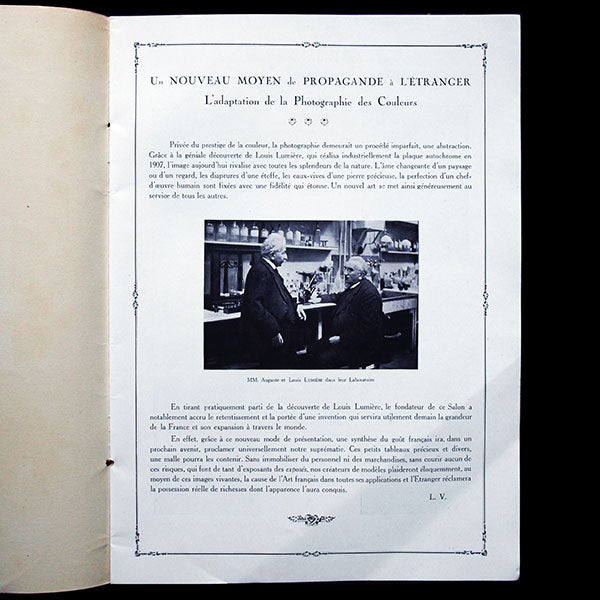 Un NOUVEAU MOYEN de PROPAGANDE à L'ÉTRANGER
L'adaptation de la Photographie des Couleurs
Privée du prestige de la couleur, la photographie demeurait un procédé imparfait, une abstraction.
Grâce à la géniale découverte de Louis Lumière, qui réalisa industriellement la plaque autochrome en
1907, l'image aujourd'hui rivalise avec toutes les splendeurs de la nature. L'âme changeante d'un paysage
ou d'un regard, les diaprures d'une étoffe, les eaux-vives d'une pierre précieuse, la perfection d'un chef-
d'œuvre humain sont fixées avec une fidélité qui étonne. Un nouvel art se met ainsi généreusement au
service de tous les autres.
MM. Auguste et Louis LUMIÈRE dans leur Laboratoire
En tirant pratiquement parti de la découverte de Louis Lumière, le fondateur de ce Salon a
notablement accru le retentissement et la portée d'une invention qui servira utilement demain la grandeur
de la France et son expansion à travers le monde.
En effet, grâce à ce nouveau mode de présentation, une synthèse du goût français ira, dans un
prochain avenir, proclamer universellement notre suprématie. Ces petits tableaux précieux et divers,
une malle pourra les contenir. Sans immobiliser du personnel ni des marchandises, sans courir aucun de
ces risques, qui font de tant d'exposants des exposés, nos créateurs de modèles plaideront éloquemment, au
moyen de ces images vivantes, la cause de l'Art français dans toutes ses applications et l'Étranger réclamera
la possession réelle de richesses dont l'apparence l'aura conquis.
L. V.